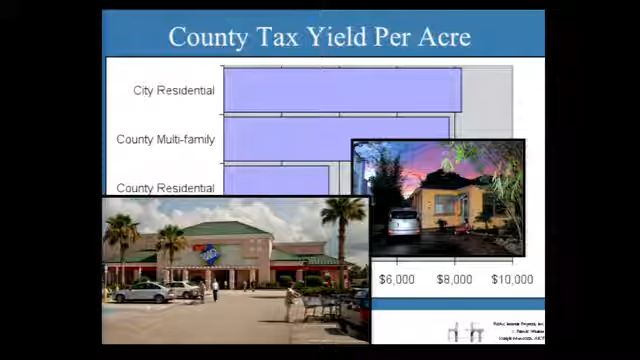 County Tax Yield Per Acre
City Residential
County Multi-family
County Residential
$6,000
$8,000
$10,000